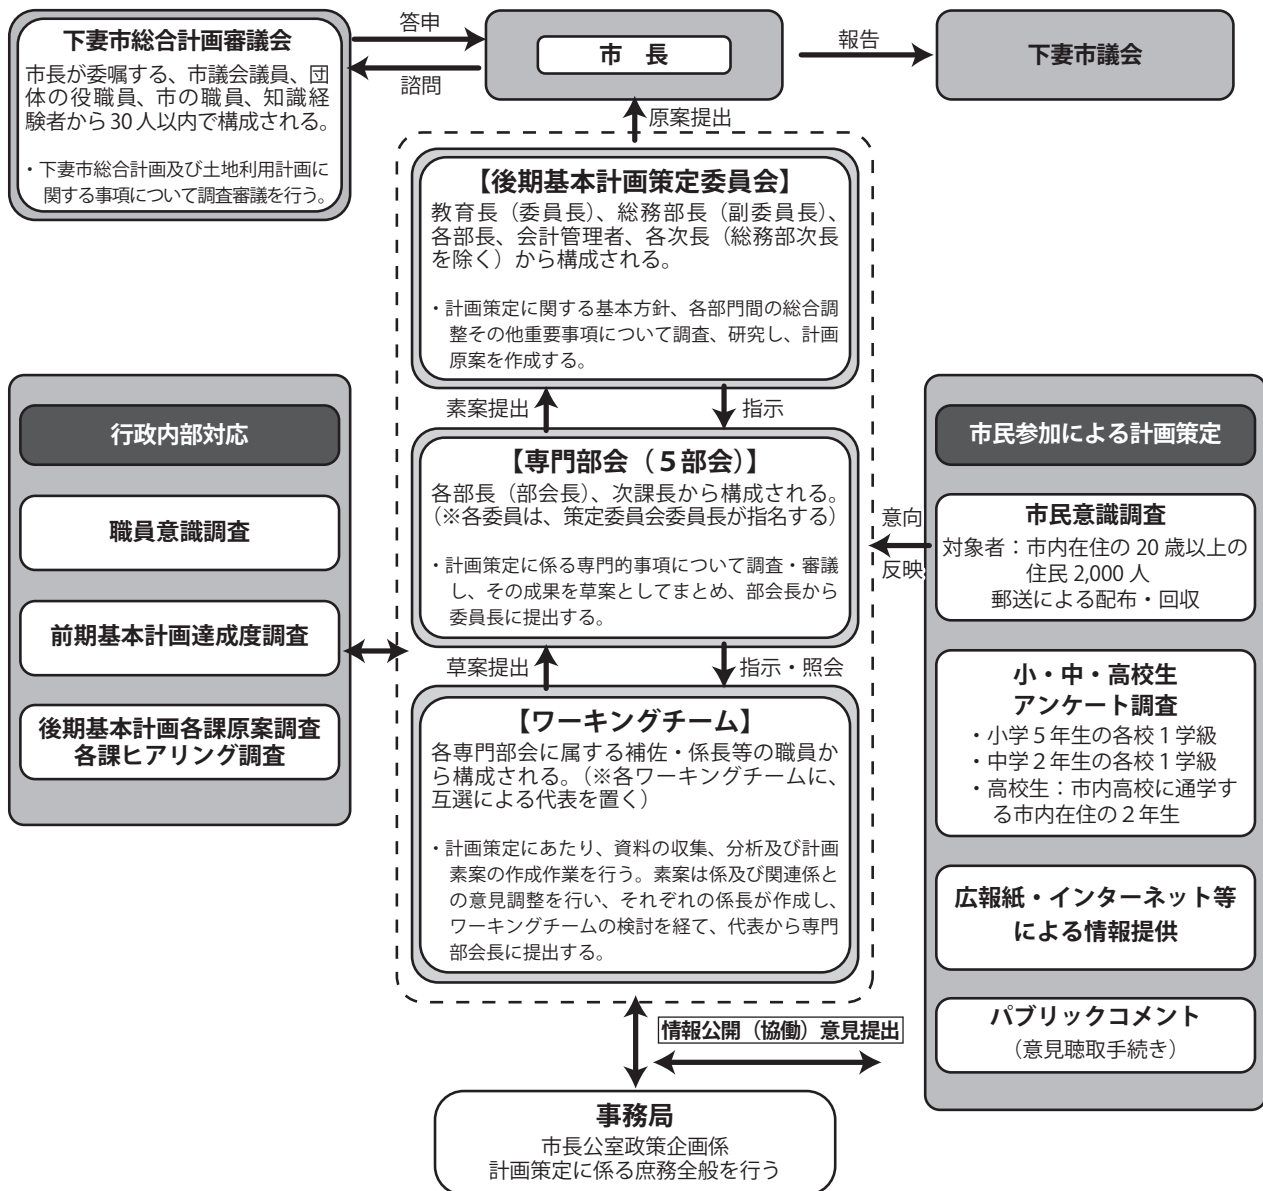 下妻市総合計画審議会
市長が委嘱する、市議会議員、団
体の役職員、市の職員、知識経
験者から30人以内で構成される。
・下妻市総合計画及び土地利用計画に
関する事項について調査審議を行う。
答申
諮問
市　長
報告
下妻市議会
原案提出
【後期基本計画策定委員会】
教育長（委員長）、総務部長（副委員長）、
各部長、会計管理者、各次長（総務部次長
を除く）から構成される。
・計画策定に関する基本方針、各部門間の総合調
整その他重要事項について調査、研究し、計画
原案を作成する。
素案提出
指示
【専門部会（５部会）】
各部長（部会長）、次課長から構成される。
（※各委員は、策定委員会委員長が指名する）
・計画策定に係る専門的事項について調査・審議
し、その成果を草案としてまとめ、部会長から
委員長に提出する。
草案提出
指示・照会
【ワーキングチーム】
各専門部会に属する補佐・係長等の職員か
ら構成される。（※各ワーキングチームに、
互選による代表を置く）
・計画策定にあたり、資料の収集、分析及び計画
素案の作成作業を行う。素案は係及び関連係と
の意見調整を行い、それぞれの係長が作成し、
ワーキングチームの検討を経て、代表から専門
部会長に提出する。
行政内部対応
職員意識調査
前期基本計画達成度調査
後期基本計画各課原案調査
各課ヒアリング調査
意向
反映
市民参加による計画策定
市民意識調査
対象者：市内在住の20歳以上の
住民2,000人
郵送による配布・回収
小・中・高校生
アンケート調査
・小学５年生の各校１学級
・中学２年生の各校１学級
・高校生：市内高校に通学す
る市内在住の２年生
広報紙・インターネット等
による情報提供
パブリックコメント
（意見聴取手続き）
情報公開（協働）意見提出
事務局
市長公室政策企画係
計画策定に係る庶務全般を行う